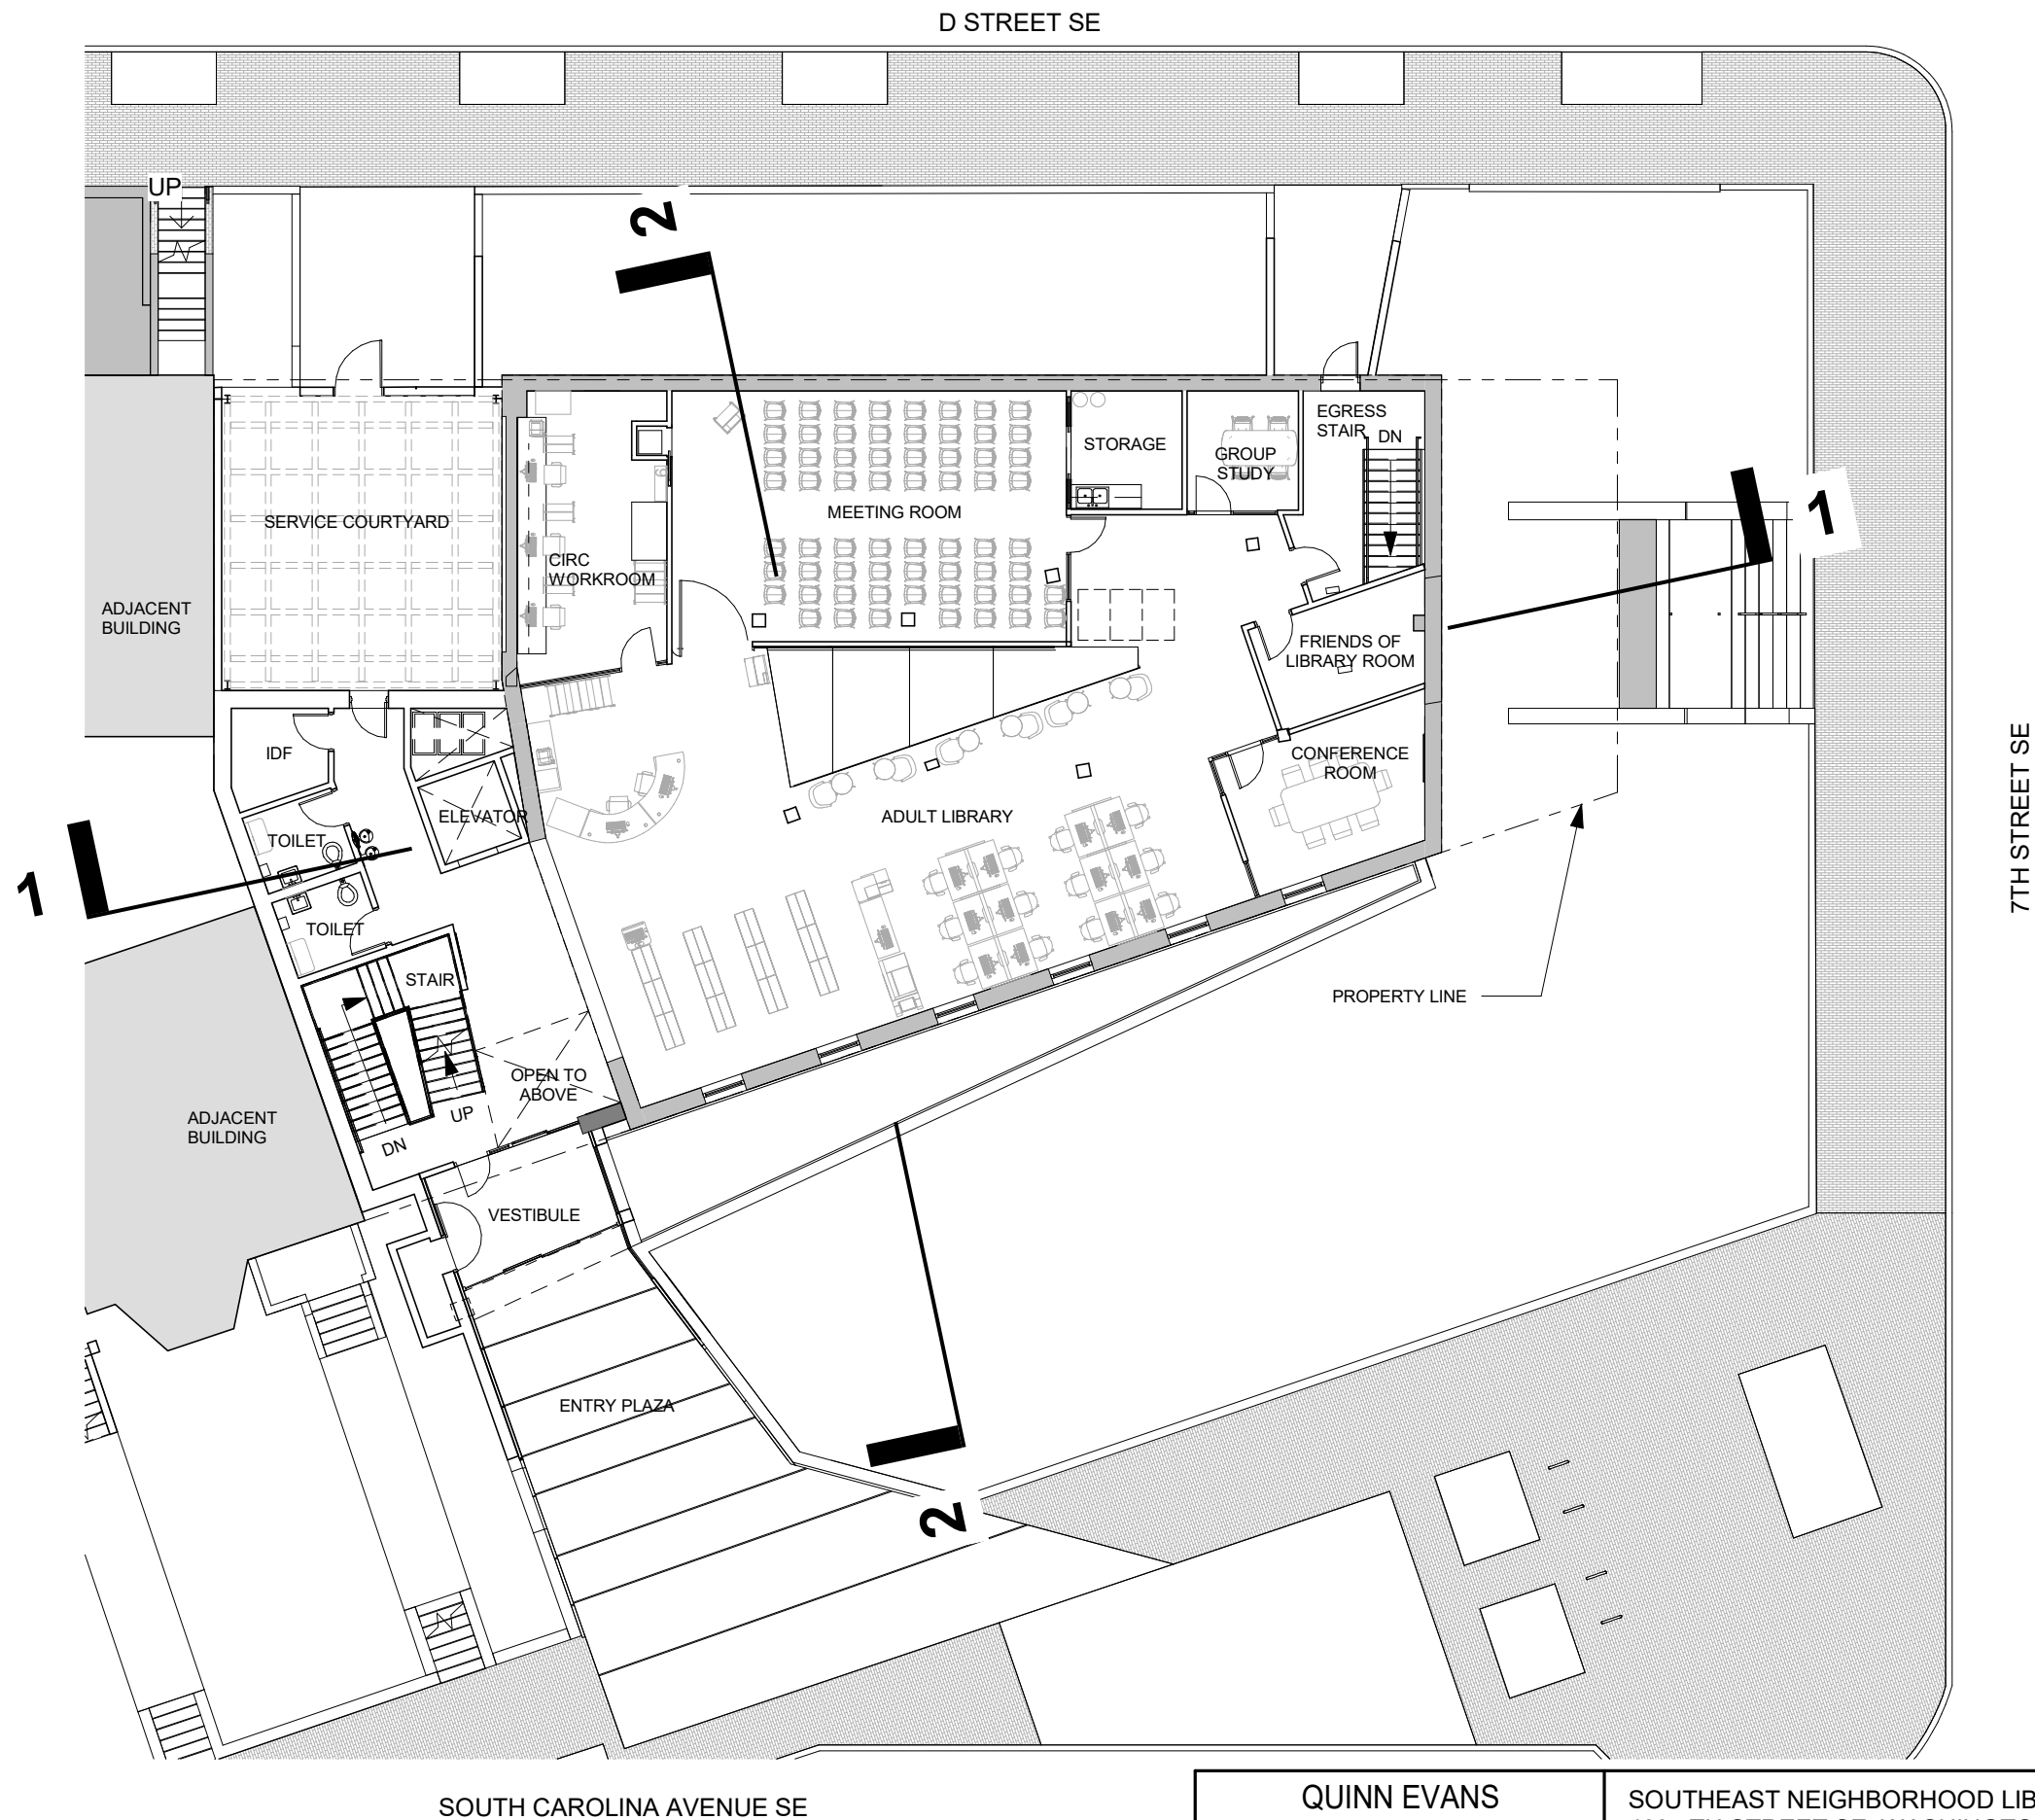 D STREET SE
UP
2
EGRESS
STAIR
DN
STORAGE
GROUP
STUDY
1
MEETING ROOM
SERVICE COURTYARD
CIRC
WORKROOM
ADJACENT
BUILDING
FRIENDS OF
LIBRARY ROOM
IDF
CONFERENCE
ROOM
7TH STREET SE
ELEVATOR
ADULT LIBRARY
TOILET
1
TOILET
STAIR
PROPERTY LINE
OPEN TO
ABOVE
ADJACENT
BUILDING
UP
DN
VESTIBULE
ENTRY PLAZA
2
SOUTH CAROLINA AVENUE SE
QUINN EVANS
SOUTHEAST NEIGHBORHOOD LIB